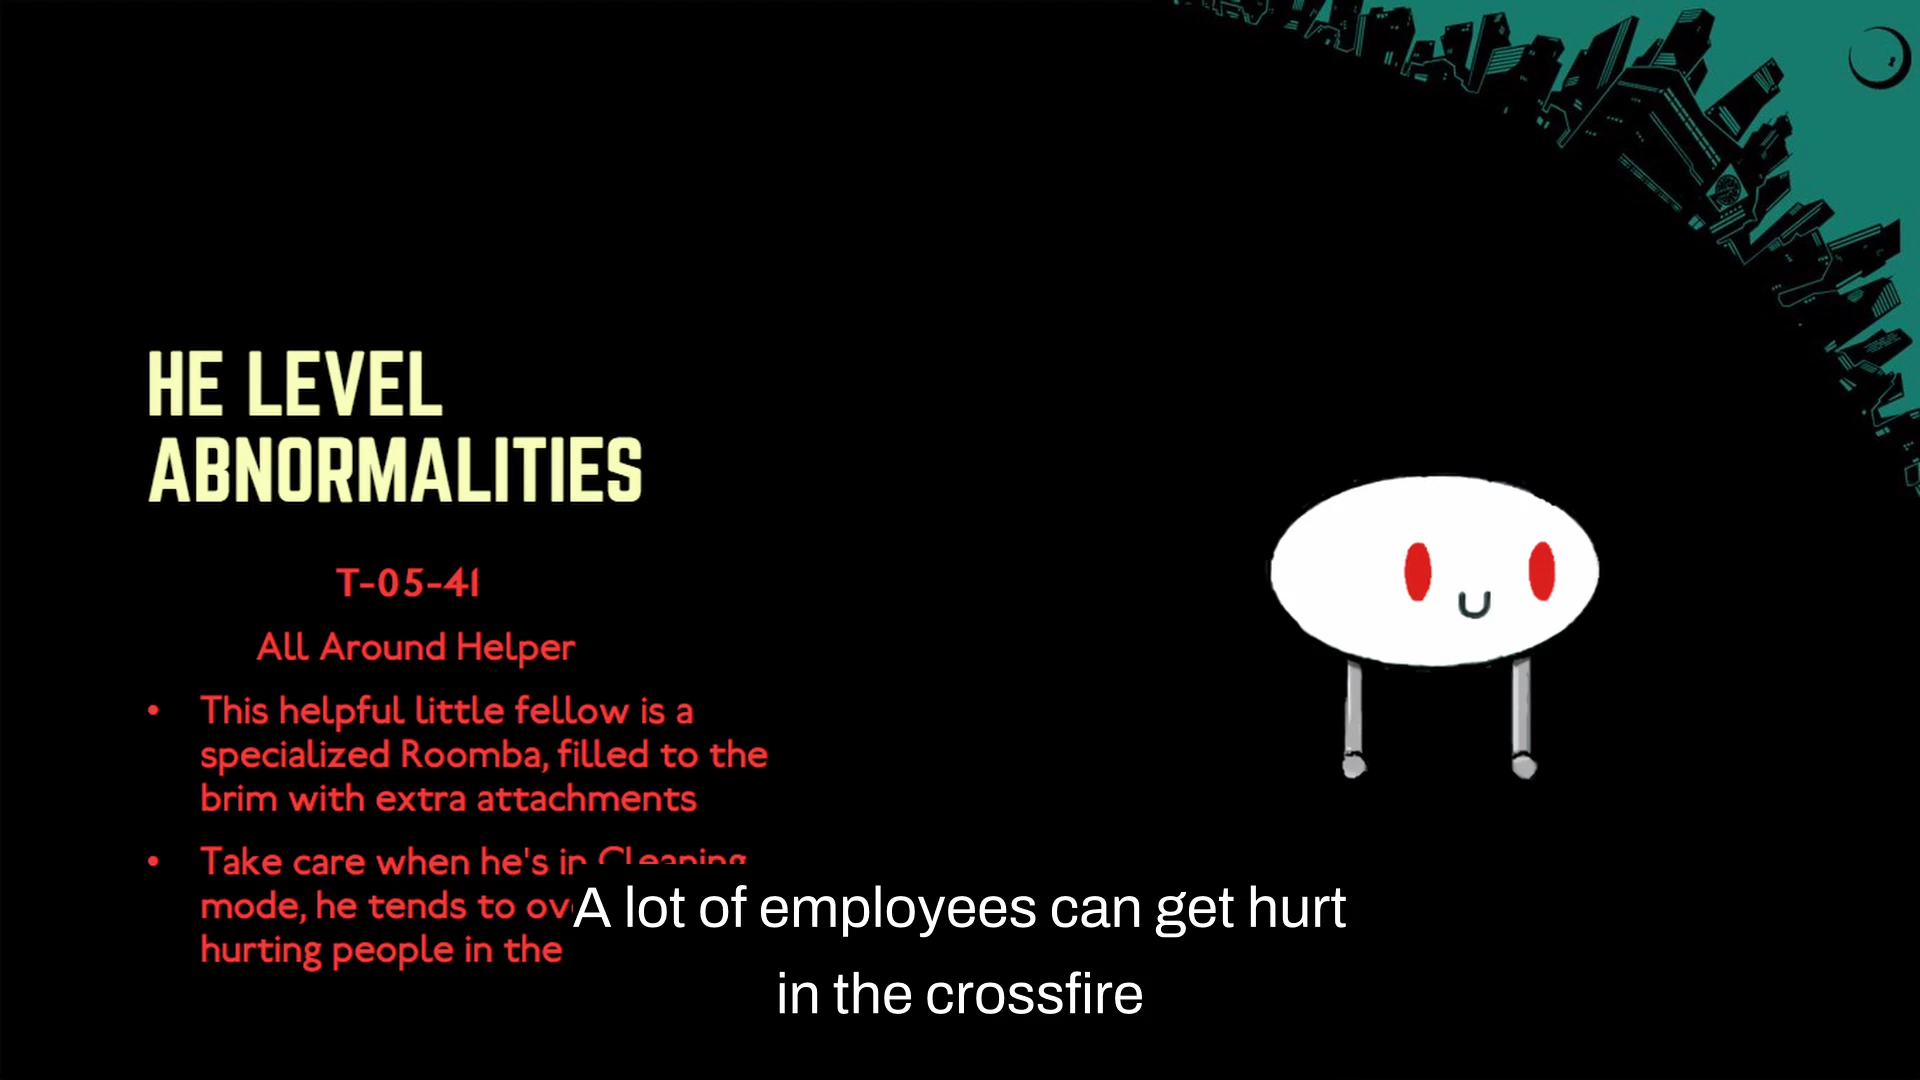 HE LEVEL
ABNORMALITIES
T-05-41
All Around Helper
• This helpful little fellow is a
specialized Roomba, filled to the
brim with extra attachments
• Take care when he's in Cleaning
mode, he tends to
hurting people in the
A lot of employees can get hurt
in the crossfire